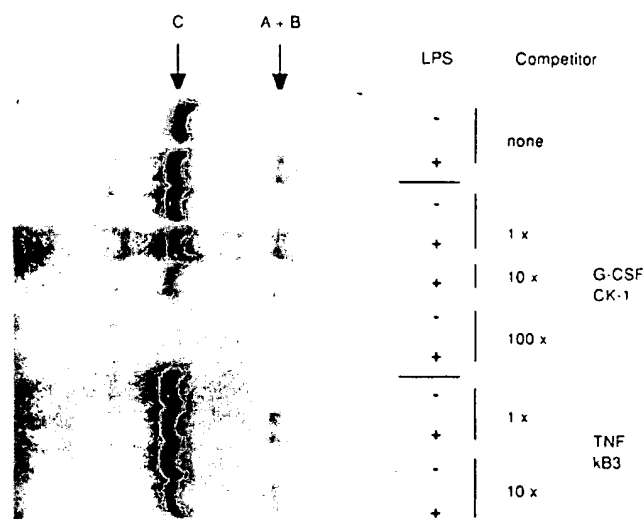 C A + B
LPS Competitor
-
none
+
-
1 x
+
+ 10 x G-CSF
CK-1
-
100 x
+
-
1 x
+ TNF
kB3
-
10 x
+